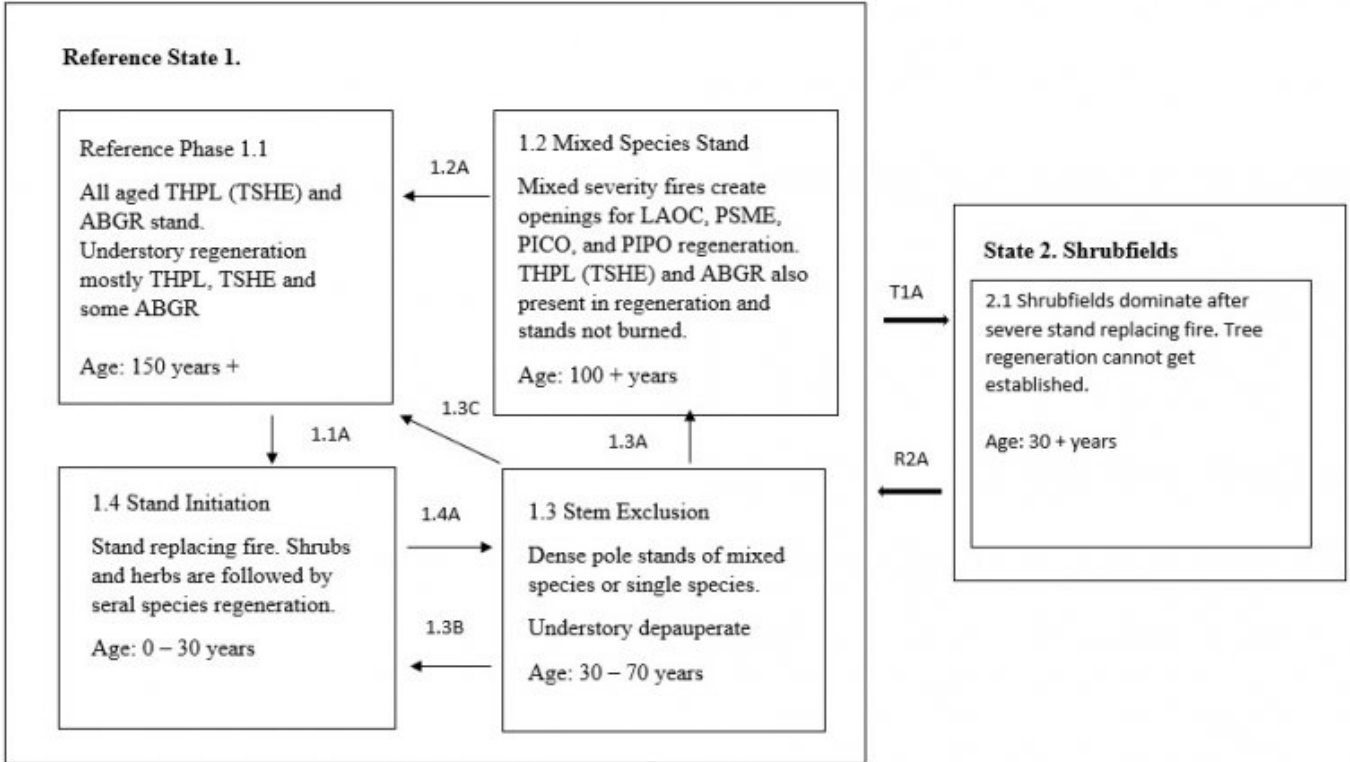 Reference State 1.
Reference Phase 1.1
All aged THPL (TSHE) and
ABGR stand.
Understory regeneration
mostly THPL, TSHE and
some ABGR
Age: 150 years +
1.2A
1.2 Mixed Species Stand
Mixed severity fires create
openings for LAOC, PSME,
PICO, and PIPO regeneration.
THPL (TSHE) and ABGR also
present in regeneration and
stands not burned.
Age: 100 + years
1.1A
1.3C
1.3A
1.4 Stand Initiation
Stand replacing fire. Shrubs
and herbs are followed by
seral species regeneration.
Age: 0 – 30 years
1.4A
1.3B
1.3 Stem Exclusion
Dense pole stands of mixed
species or single species.
Understory depauperate
Age: 30 – 70 years
T1A
R2A
State 2. Shrubfields
2.1 Shrubfields dominate after
severe stand replacing fire. Tree
regeneration cannot get
established.
Age: 30 + years